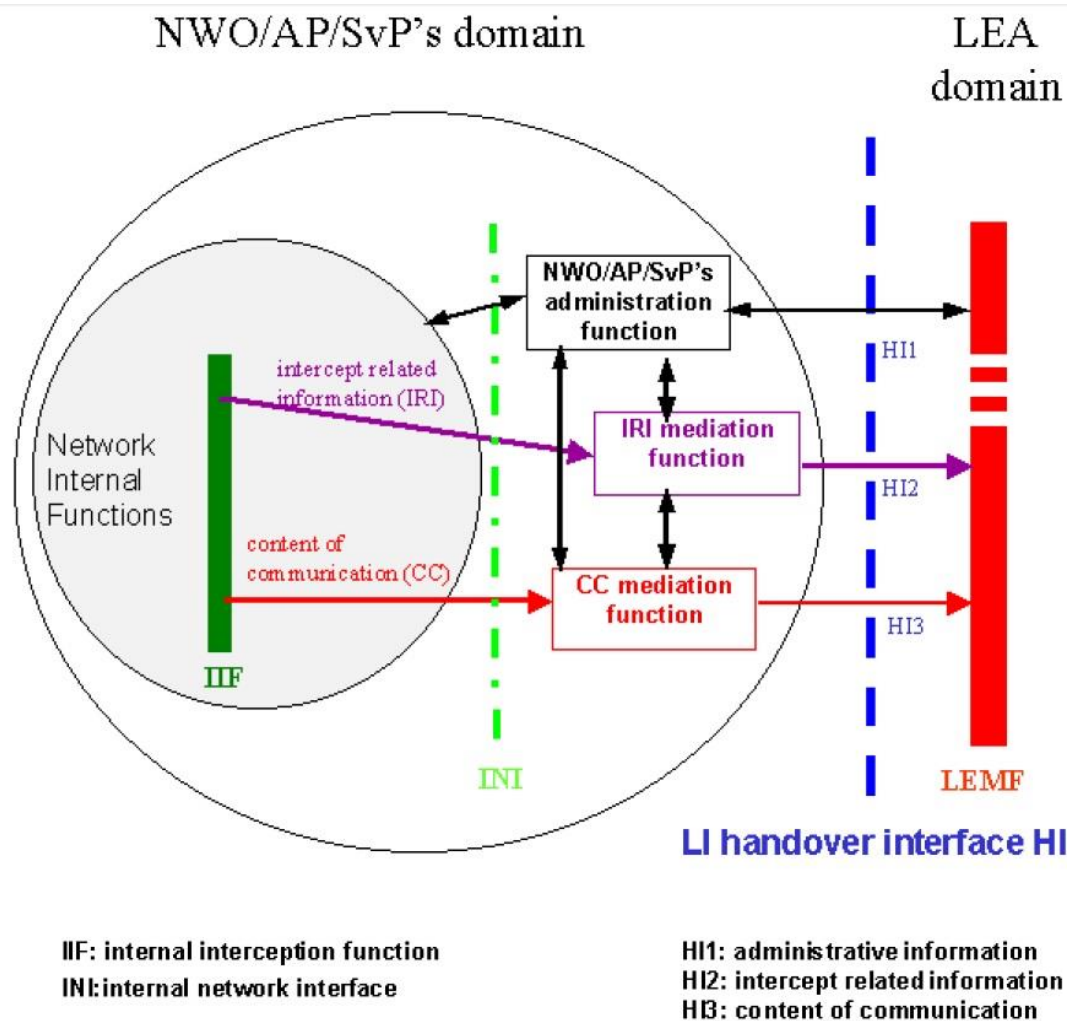 NWO/AP/SvP's domain
LEA
domain
NWO/AP/SvP's
administration
function
HI1
intercept related
information (IRI)
IRI mediation
function
Network
Internal
Functions
HI2
content of
communication (CC)
CC mediation
function
HI3
IIF
INI
LEMF
LI handover interface HI
IIF: internal interception function
INI:internal network interface
HI1: administrative information
HI2: intercept related information
HI3: content of communication